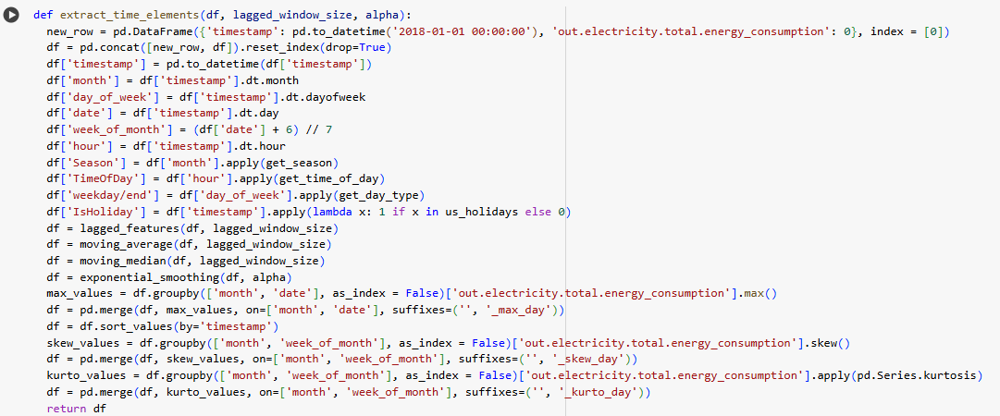 def extract_time_elements(df, lagged_window_size, alpha):
  new_row = pd.DataFrame({'timestamp': pd.to_datetime('2018-01-01 00:00:00'), 'out.electricity.total.energy_consumption': 0}, index = [0])
  df = pd.concat([new_row, df]).reset_index(drop=True)
  df['timestamp'] = pd.to_datetime(df['timestamp'])
  df['month'] = df['timestamp'].dt.month
  df['day_of_week'] = df['timestamp'].dt.dayofweek
  df['date'] = df['timestamp'].dt.day
  df['week_of_month'] = (df['date'] + 6) // 7
  df['hour'] = df['timestamp'].dt.hour
  df['Season'] = df['month'].apply(get_season)
  df['TimeOfDay'] = df['hour'].apply(get_time_of_day)
  df['weekday/end'] = df['day_of_week'].apply(get_day_type)
  df['IsHoliday'] = df['timestamp'].apply(lambda x: 1 if x in us_holidays else 0)
  df = lagged_features(df, lagged_window_size)
  df = moving_average(df, lagged_window_size)
  df = moving_median(df, lagged_window_size)
  df = exponential_smoothing(df, alpha)
  max_values = df.groupby(['month', 'date'], as_index = False)['out.electricity.total.energy_consumption'].max()
  df = pd.merge(df, max_values, on=['month', 'date'], suffixes=('', '_max_day'))
  df = df.sort_values(by='timestamp')
  skew_values = df.groupby(['month', 'week_of_month'], as_index = False)['out.electricity.total.energy_consumption'].skew()
  df = pd.merge(df, skew_values, on=['month', 'week_of_month'], suffixes=('', '_skew_day'))
  kurto_values = df.groupby(['month', 'week_of_month'], as_index = False)['out.electricity.total.energy_consumption'].apply(pd.Series.kurtosis)
  df = pd.merge(df, kurto_values, on=['month', 'week_of_month'], suffixes=('', '_kurto_day'))
  return df